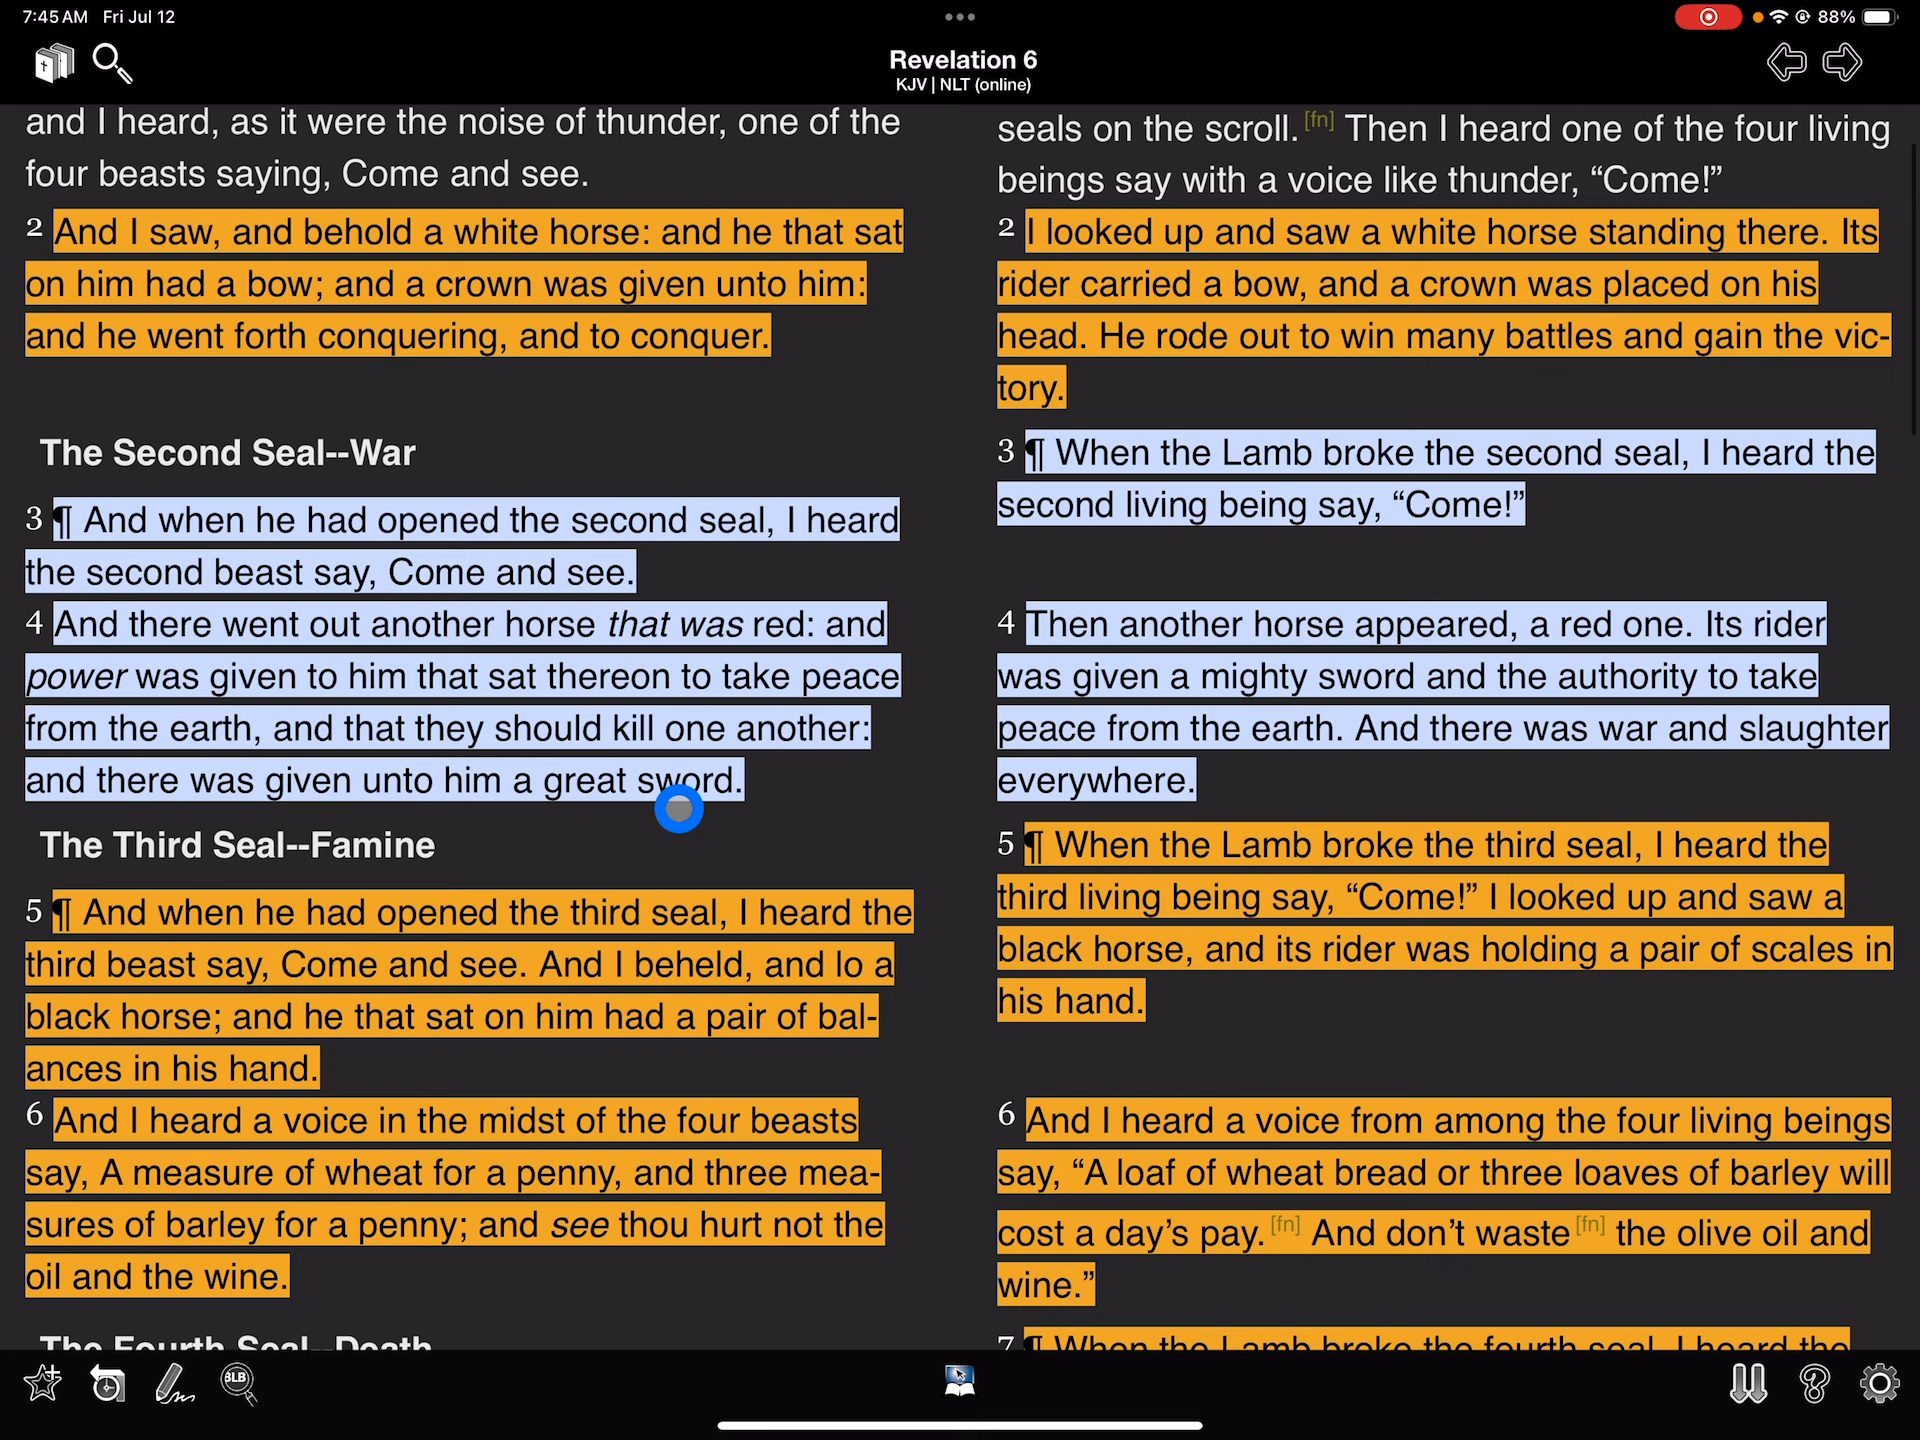 7:45 AM Fri Jul 12
88%
Revelation 6
KJV | NLT (online)
and I heard, as it were the noise of thunder, one of the
four beasts saying, Come and see.
2 And I saw, and behold a white horse: and he that sat
on him had a bow; and a crown was given unto him:
and he went forth conquering, and to conquer.
The Second Seal--War
3 ¶ And when he had opened the second seal, I heard
the second beast say, Come and see.
4 And there went out another horse that was red: and
power was given to him that sat thereon to take peace
from the earth, and that they should kill one another:
and there was given unto him a great sword.
The Third Seal--Famine
5 ¶ And when he had opened the third seal, I heard the
third beast say, Come and see. And I beheld, and lo a
black horse; and he that sat on him had a pair of bal-
ances in his hand.
6 And I heard a voice in the midst of the four beasts
say, A measure of wheat for a penny, and three mea-
sures of barley for a penny; and see thou hurt not the
oil and the wine.
The Fourth Seal--Death
seals on the scroll. [fn] Then I heard one of the four living
beings say with a voice like thunder, “Come!”
2 I looked up and saw a white horse standing there. Its
rider carried a bow, and a crown was placed on his
head. He rode out to win many battles and gain the vic-
tory.
3 ¶ When the Lamb broke the second seal, I heard the
second living being say, “Come!”
4 Then another horse appeared, a red one. Its rider
was given a mighty sword and the authority to take
peace from the earth. And there was war and slaughter
everywhere.
5 ¶ When the Lamb broke the third seal, I heard the
third living being say, “Come!” I looked up and saw a
black horse, and its rider was holding a pair of scales in
his hand.
6 And I heard a voice from among the four living beings
say, “A loaf of wheat bread or three loaves of barley will
cost a day’s pay. [fn] And don’t waste [fn] the olive oil and
wine.”
7 ¶ When the Lamb broke the fourth seal, I heard the
BLB